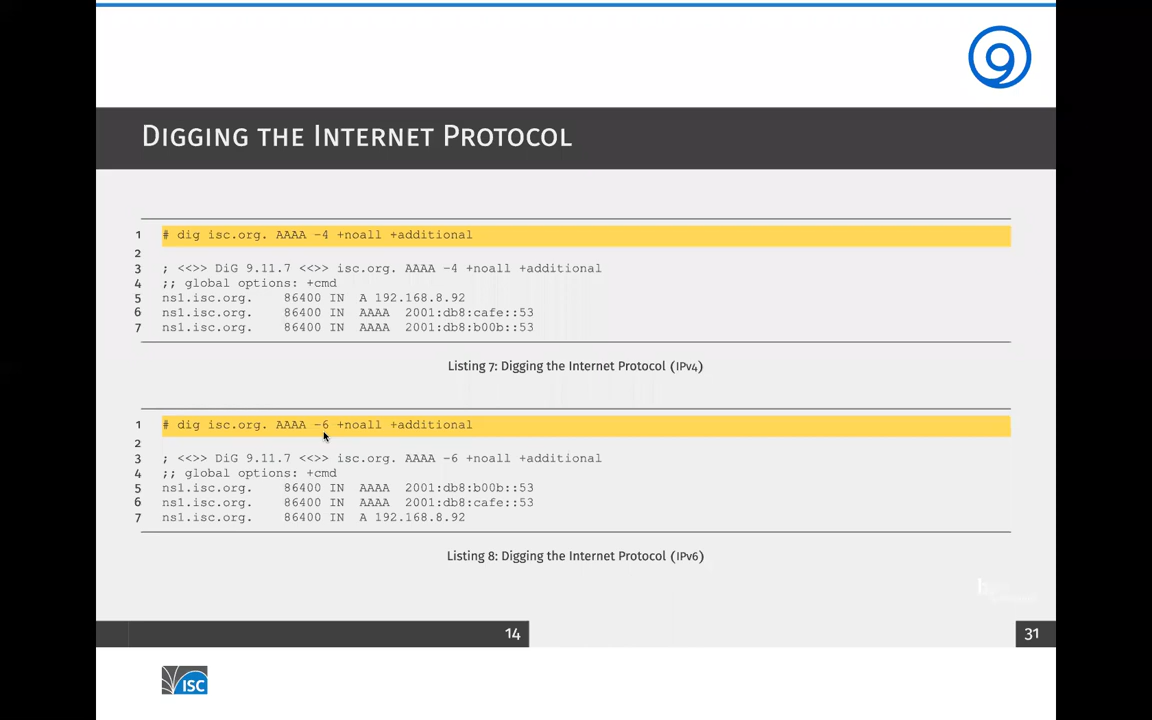 9
DIGGING THE INTERNET PROTOCOL
1 # dig isc.org. AAAA -4 +noall +additional
2
3 ; <<>> DiG 9.11.7 <<>> isc.org. AAAA -4 +noall +additional
4 ;; global options: +cmd
5 ns1.isc.org. 86400 IN A 192.168.8.92
6 ns1.isc.org. 86400 IN AAAA 2001:db8:cafe::53
7 ns1.isc.org. 86400 IN AAAA 2001:db8:b00b::53
Listing 7: Digging the Internet Protocol (IPv4)
1 # dig isc.org. AAAA -6 +noall +additional
2
3 ; <<>> DiG 9.11.7 <<>> isc.org. AAAA -6 +noall +additional
4 ;; global options: +cmd
5 ns1.isc.org. 86400 IN AAAA 2001:db8:b00b::53
6 ns1.isc.org. 86400 IN AAAA 2001:db8:cafe::53
7 ns1.isc.org. 86400 IN A 192.168.8.92
Listing 8: Digging the Internet Protocol (IPv6)
14
31
ISC